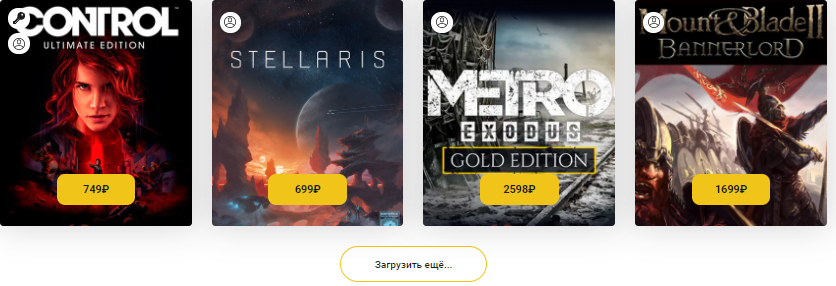 CONTROL
ULTIMATE EDITION
749₽
STELLARIS
699₽
METRO
EXODUS
GOLD EDITION
2598₽
Mount & Blade II
BANNERLORD
1699₽
Загрузить ещё...